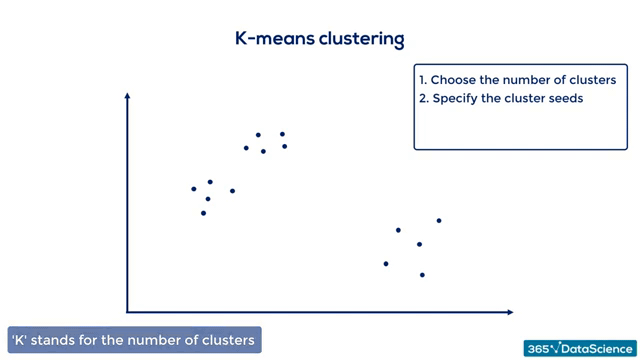 K-means clustering
1. Choose the number of clusters
2. Specify the cluster seeds
'K' stands for the number of clusters
365 DataScience